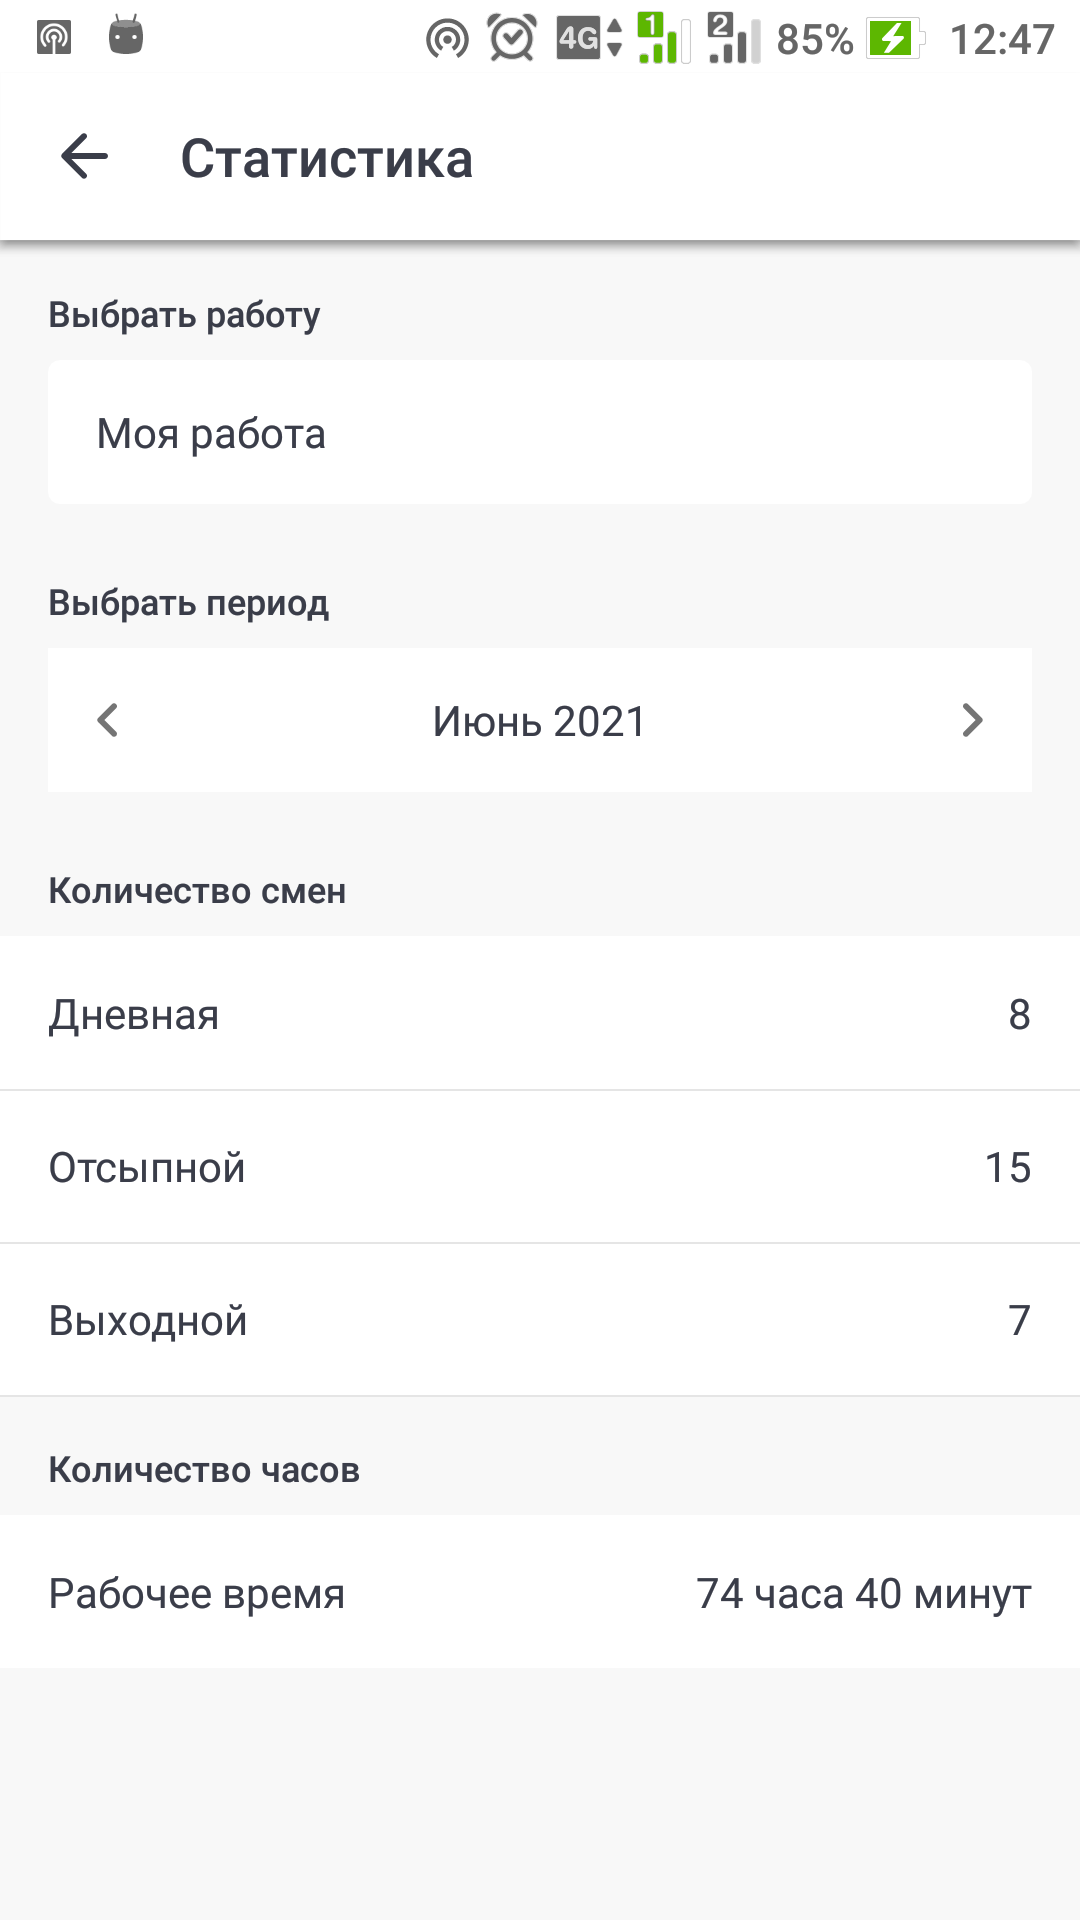 4G 1 2 85% 12:47
Статистика
Выбрать работу
Моя работа
Выбрать период
Июнь 2021
Количество смен
Дневная 8
Отсыпной 15
Выходной 7
Количество часов
Рабочее время 74 часа 40 минут